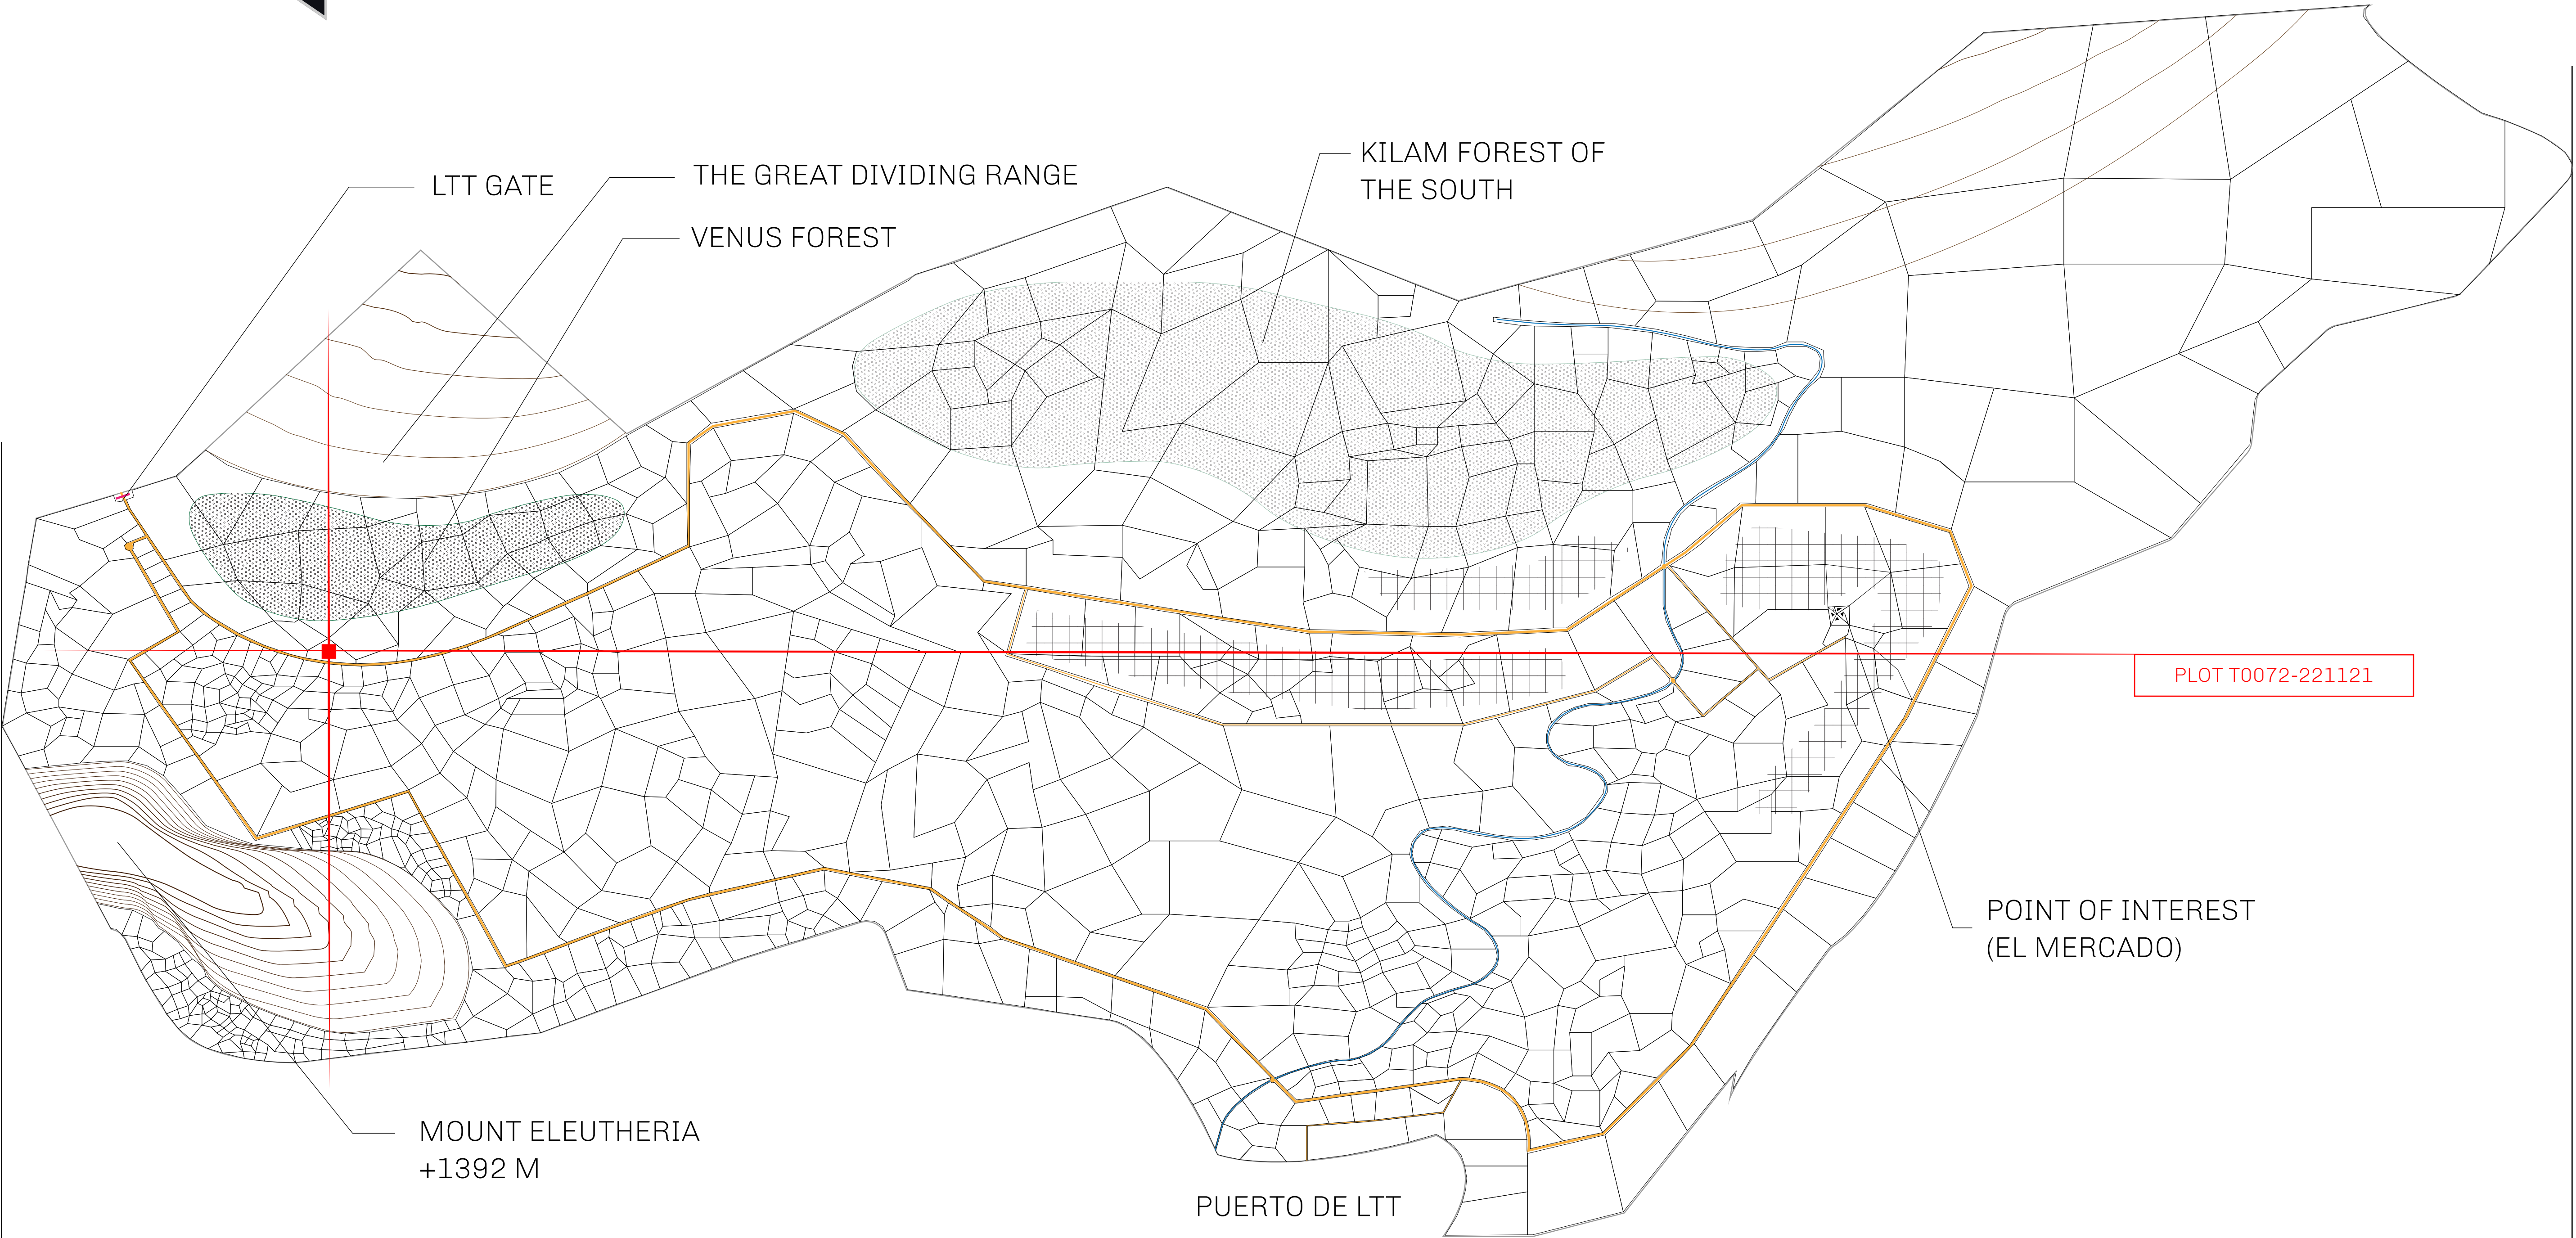 KILAM FOREST OF
THE SOUTH
LTT GATE
THE GREAT DIVIDING RANGE
VENUS FOREST
PLOT T0072-221121
POINT OF INTEREST
(EL MERCADO)
MOUNT ELEUTHERIA
+1392 M
PUERTO DE LTT